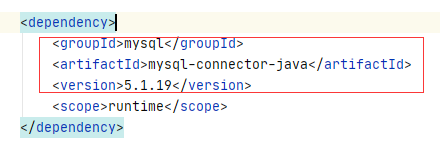 <dependency>
<groupId>mysql</groupId>
<artifactId>mysql-connector-java</artifactId>
<version>5.1.19</version>
<scope>runtime</scope>
</dependency>